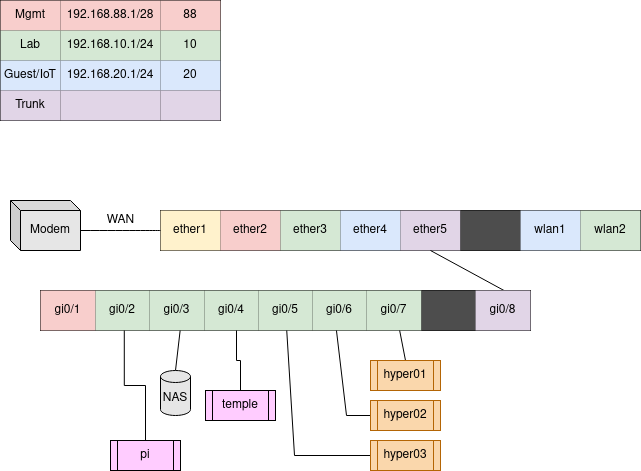 Mgmt 192.168.88.1/28 88
Lab 192.168.10.1/24 10
Guest/IoT 192.168.20.1/24 20
Trunk
Modem WAN ether1 ether2 ether3 ether4 ether5 wlan1 wlan2
gi0/1 gi0/2 gi0/3 gi0/4 gi0/5 gi0/6 gi0/7 gi0/8
hyper01
NAS
temple
hyper02
pi
hyper03